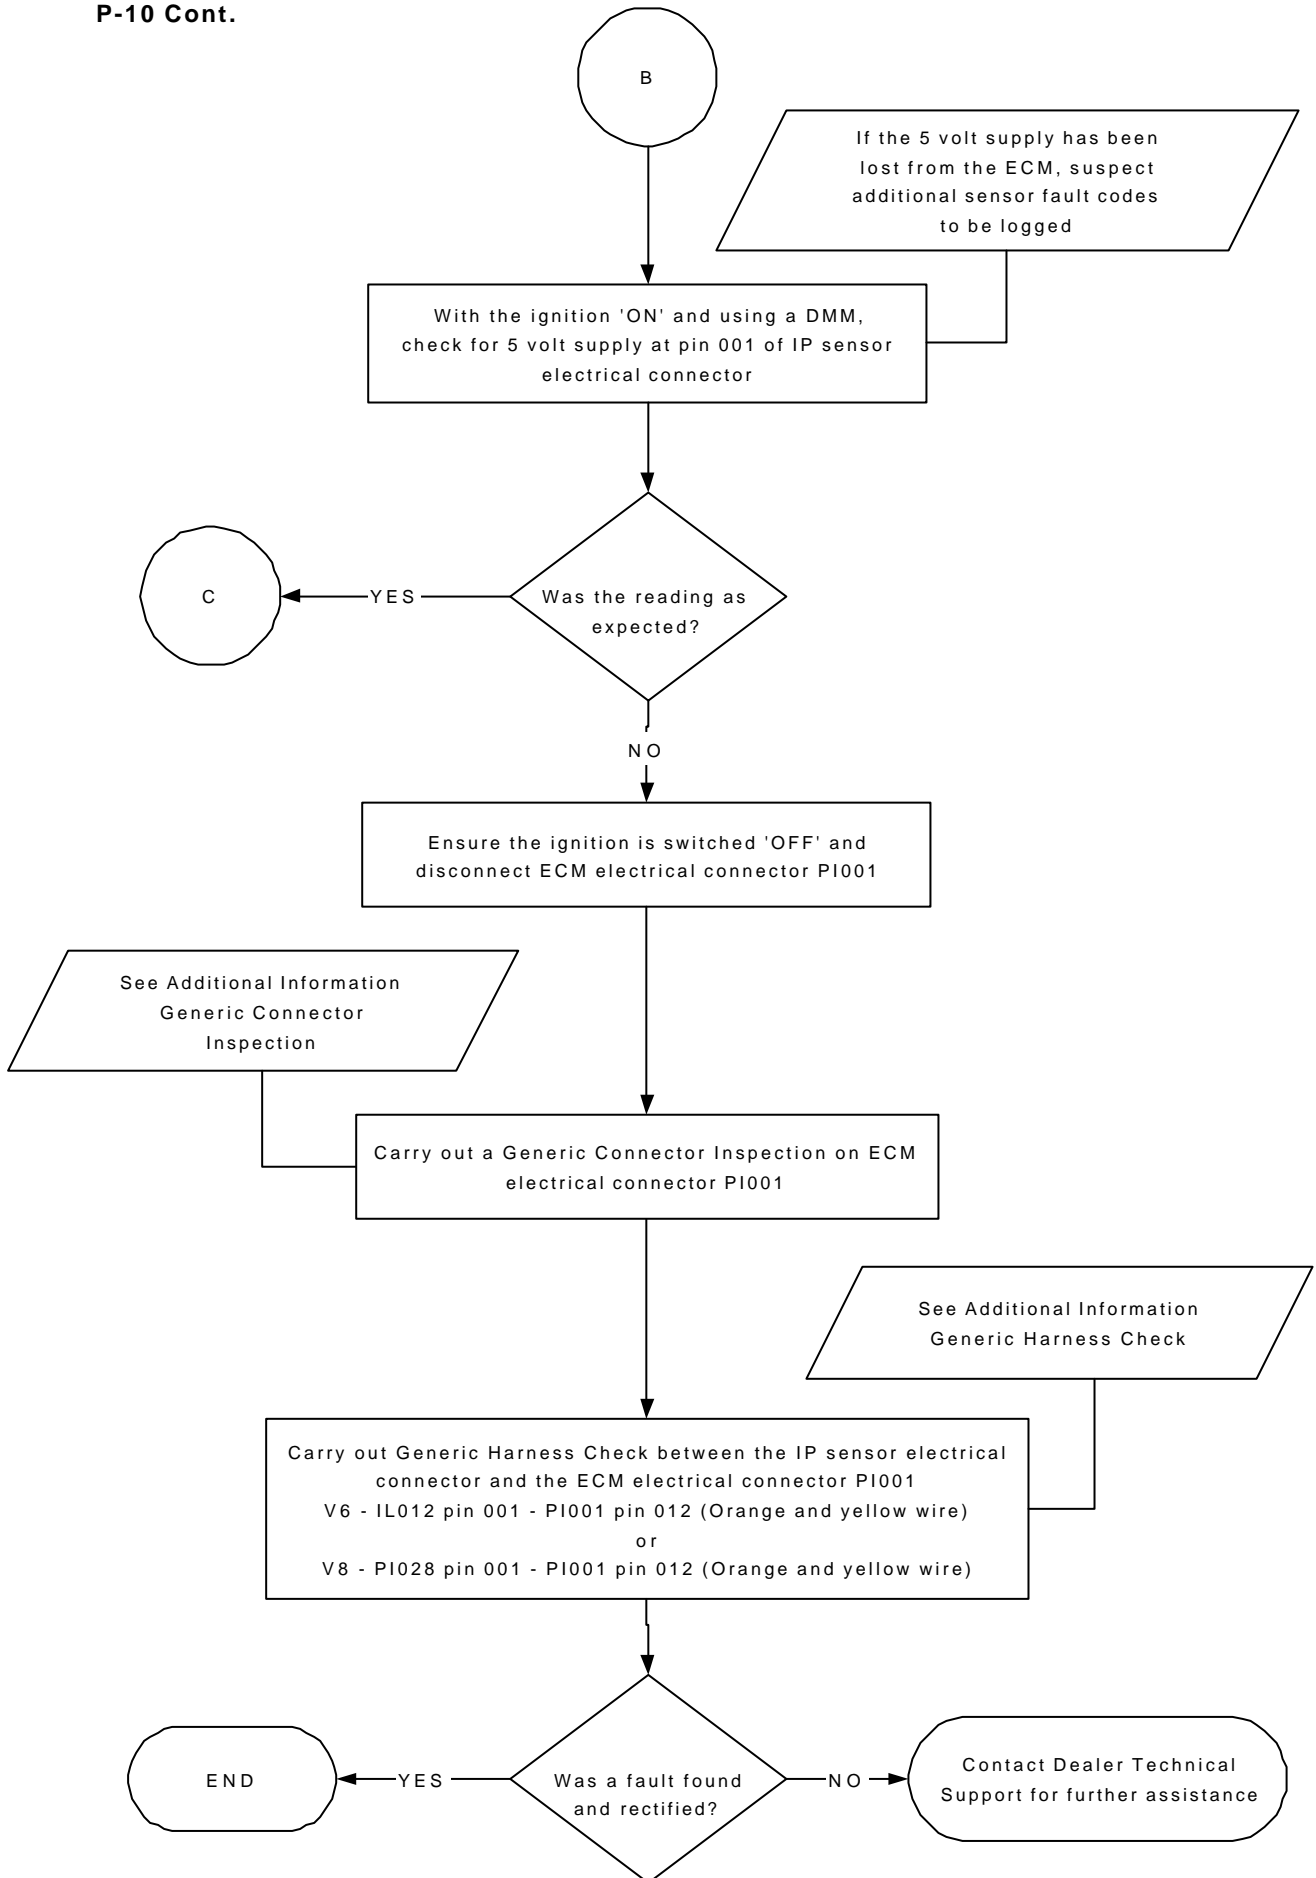 P-10 Cont.
B
If the 5 volt supply has been
lost from the ECM, suspect
additional sensor fault codes
to be logged
With the ignition 'ON' and using a DMM,
check for 5 volt supply at pin 001 of IP sensor
electrical connector
C
YES
Was the reading as
expected?
NO
Ensure the ignition is switched 'OFF' and
disconnect ECM electrical connector PI001
See Additional Information
Generic Connector
Inspection
Carry out a Generic Connector Inspection on ECM
electrical connector PI001
See Additional Information
Generic Harness Check
Carry out Generic Harness Check between the IP sensor electrical
connector and the ECM electrical connector PI001
V6 - IL012 pin 001 - PI001 pin 012 (Orange and yellow wire)
or
V8 - PI028 pin 001 - PI001 pin 012 (Orange and yellow wire)
END
YES
Was a fault found
and rectified?
NO
Contact Dealer Technical
Support for further assistance